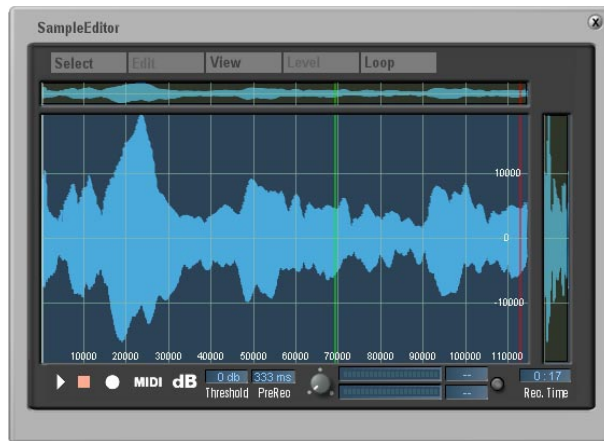 SampleEditor
Select Edit View Level Loop
10000
0
-10000
10000 20000 30000 40000 50000 60000 70000 80000 90000 100000 110000
MIDI dB 0 db 333 ms -- 0 : 17
--
Threshold PreRec Rec. Time